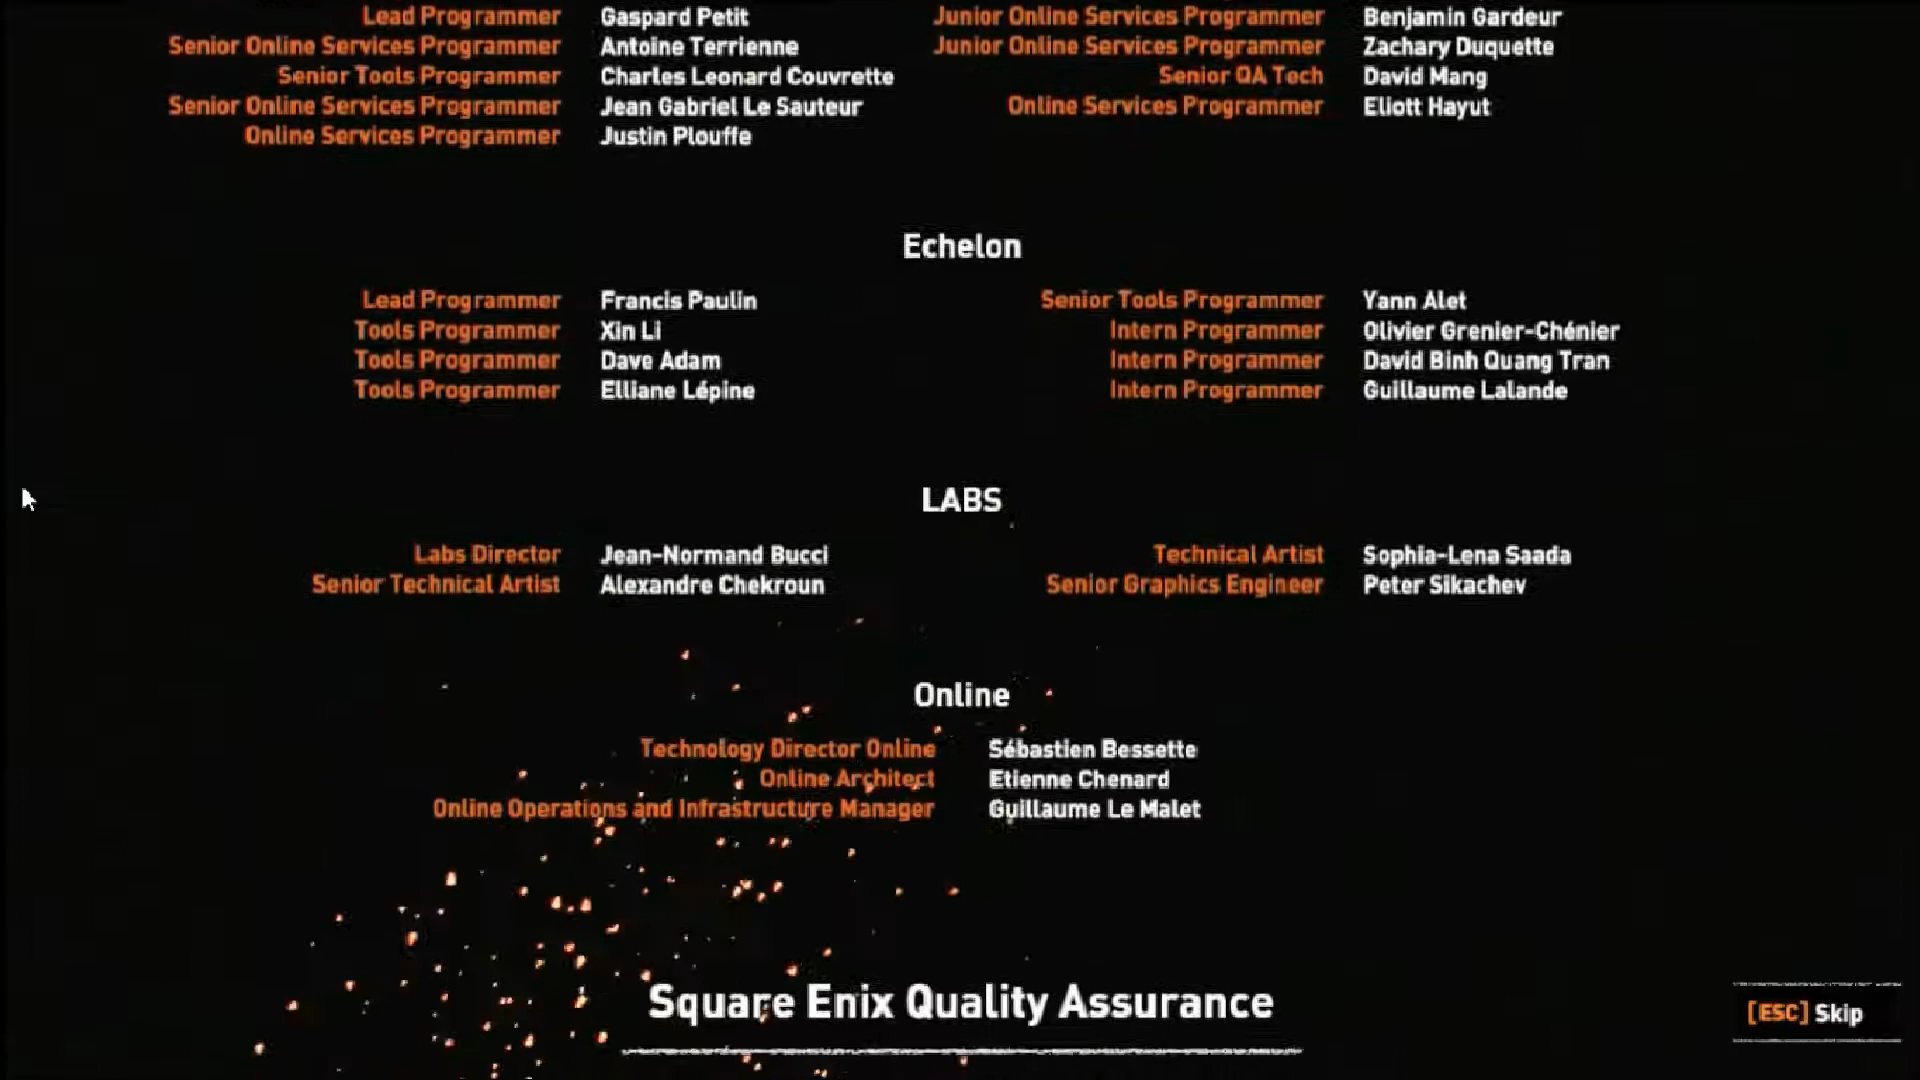 Lead Programmer Gaspard Petit Junior Online Services Programmer Benjamin Gardeur
Senior Online Services Programmer Antoine Terrienne Junior Online Services Programmer Zachary Duquette
Senior Tools Programmer Charles Leonard Couvrette Senior QA Tech David Mang
Senior Online Services Programmer Jean Gabriel Le Sauteur Online Services Programmer Eliott Hayut
Online Services Programmer Justin Plouffe
Echelon
Lead Programmer Francis Paulin Senior Tools Programmer Yann Alet
Tools Programmer Xin Li Intern Programmer Olivier Grenier-Chénier
Tools Programmer Dave Adam Intern Programmer David Binh Quang Tran
Tools Programmer Elliane Lépine Intern Programmer Guillaume Lalande
LABS
Labs Director Jean-Normand Bucci Technical Artist Sophia-Lena Saada
Senior Technical Artist Alexandre Chekroun Senior Graphics Engineer Peter Sikachev
Online
Technology Director Online Sébastien Bessette
Online Architect Etienne Chenard
Online Operations and Infrastructure Manager Guillaume Le Malet
Square Enix Quality Assurance
[ESC] Skip